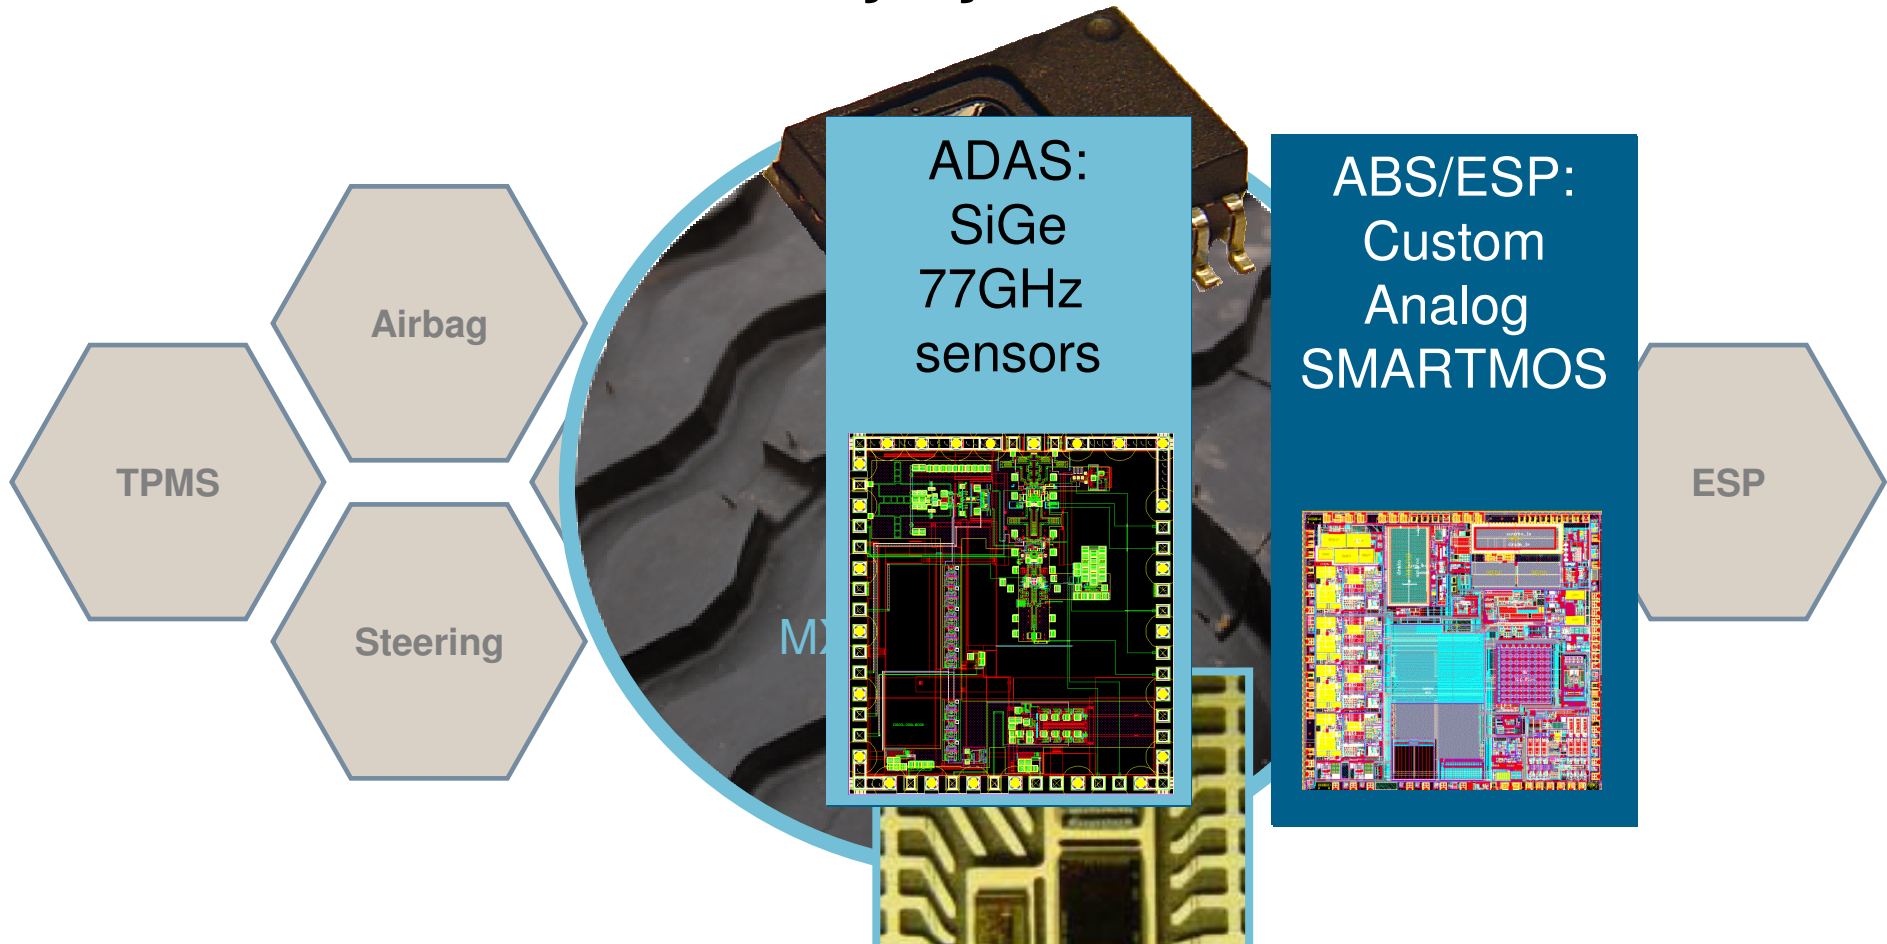 ADAS:
SiGe
77GHz
sensors
ABS/ESP:
Custom
Analog
SMARTMOS
Airbag
TPMS
Steering
ESP